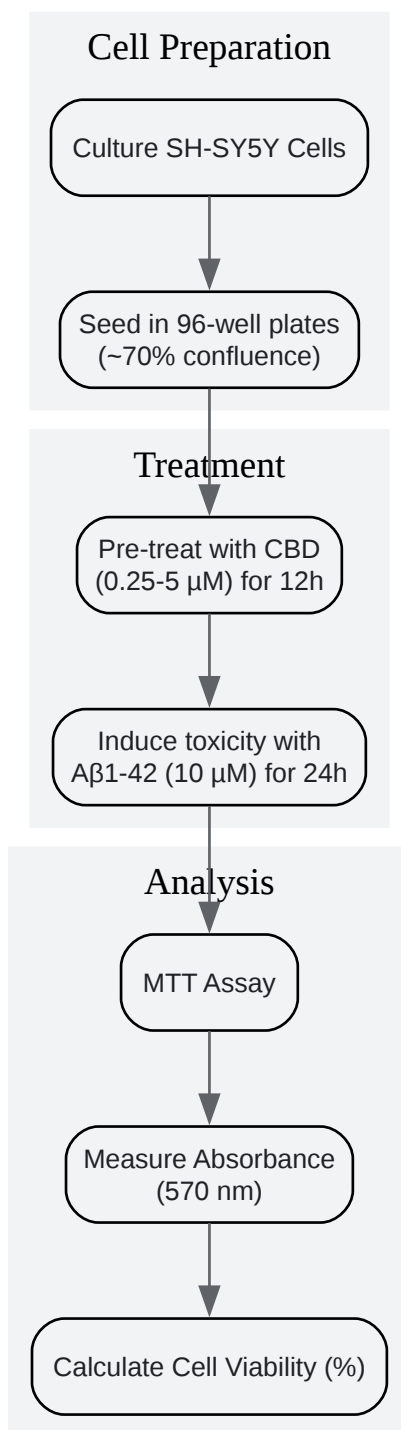 Cell Preparation
Culture SH-SY5Y Cells
Seed in 96-well plates
(~70% confluence)
Treatment
Pre-treat with CBD
(0.25-5 µM) for 12h
Induce toxicity with
Aβ1-42 (10 µM) for 24h
Analysis
MTT Assay
Measure Absorbance
(570 nm)
Calculate Cell Viability (%)